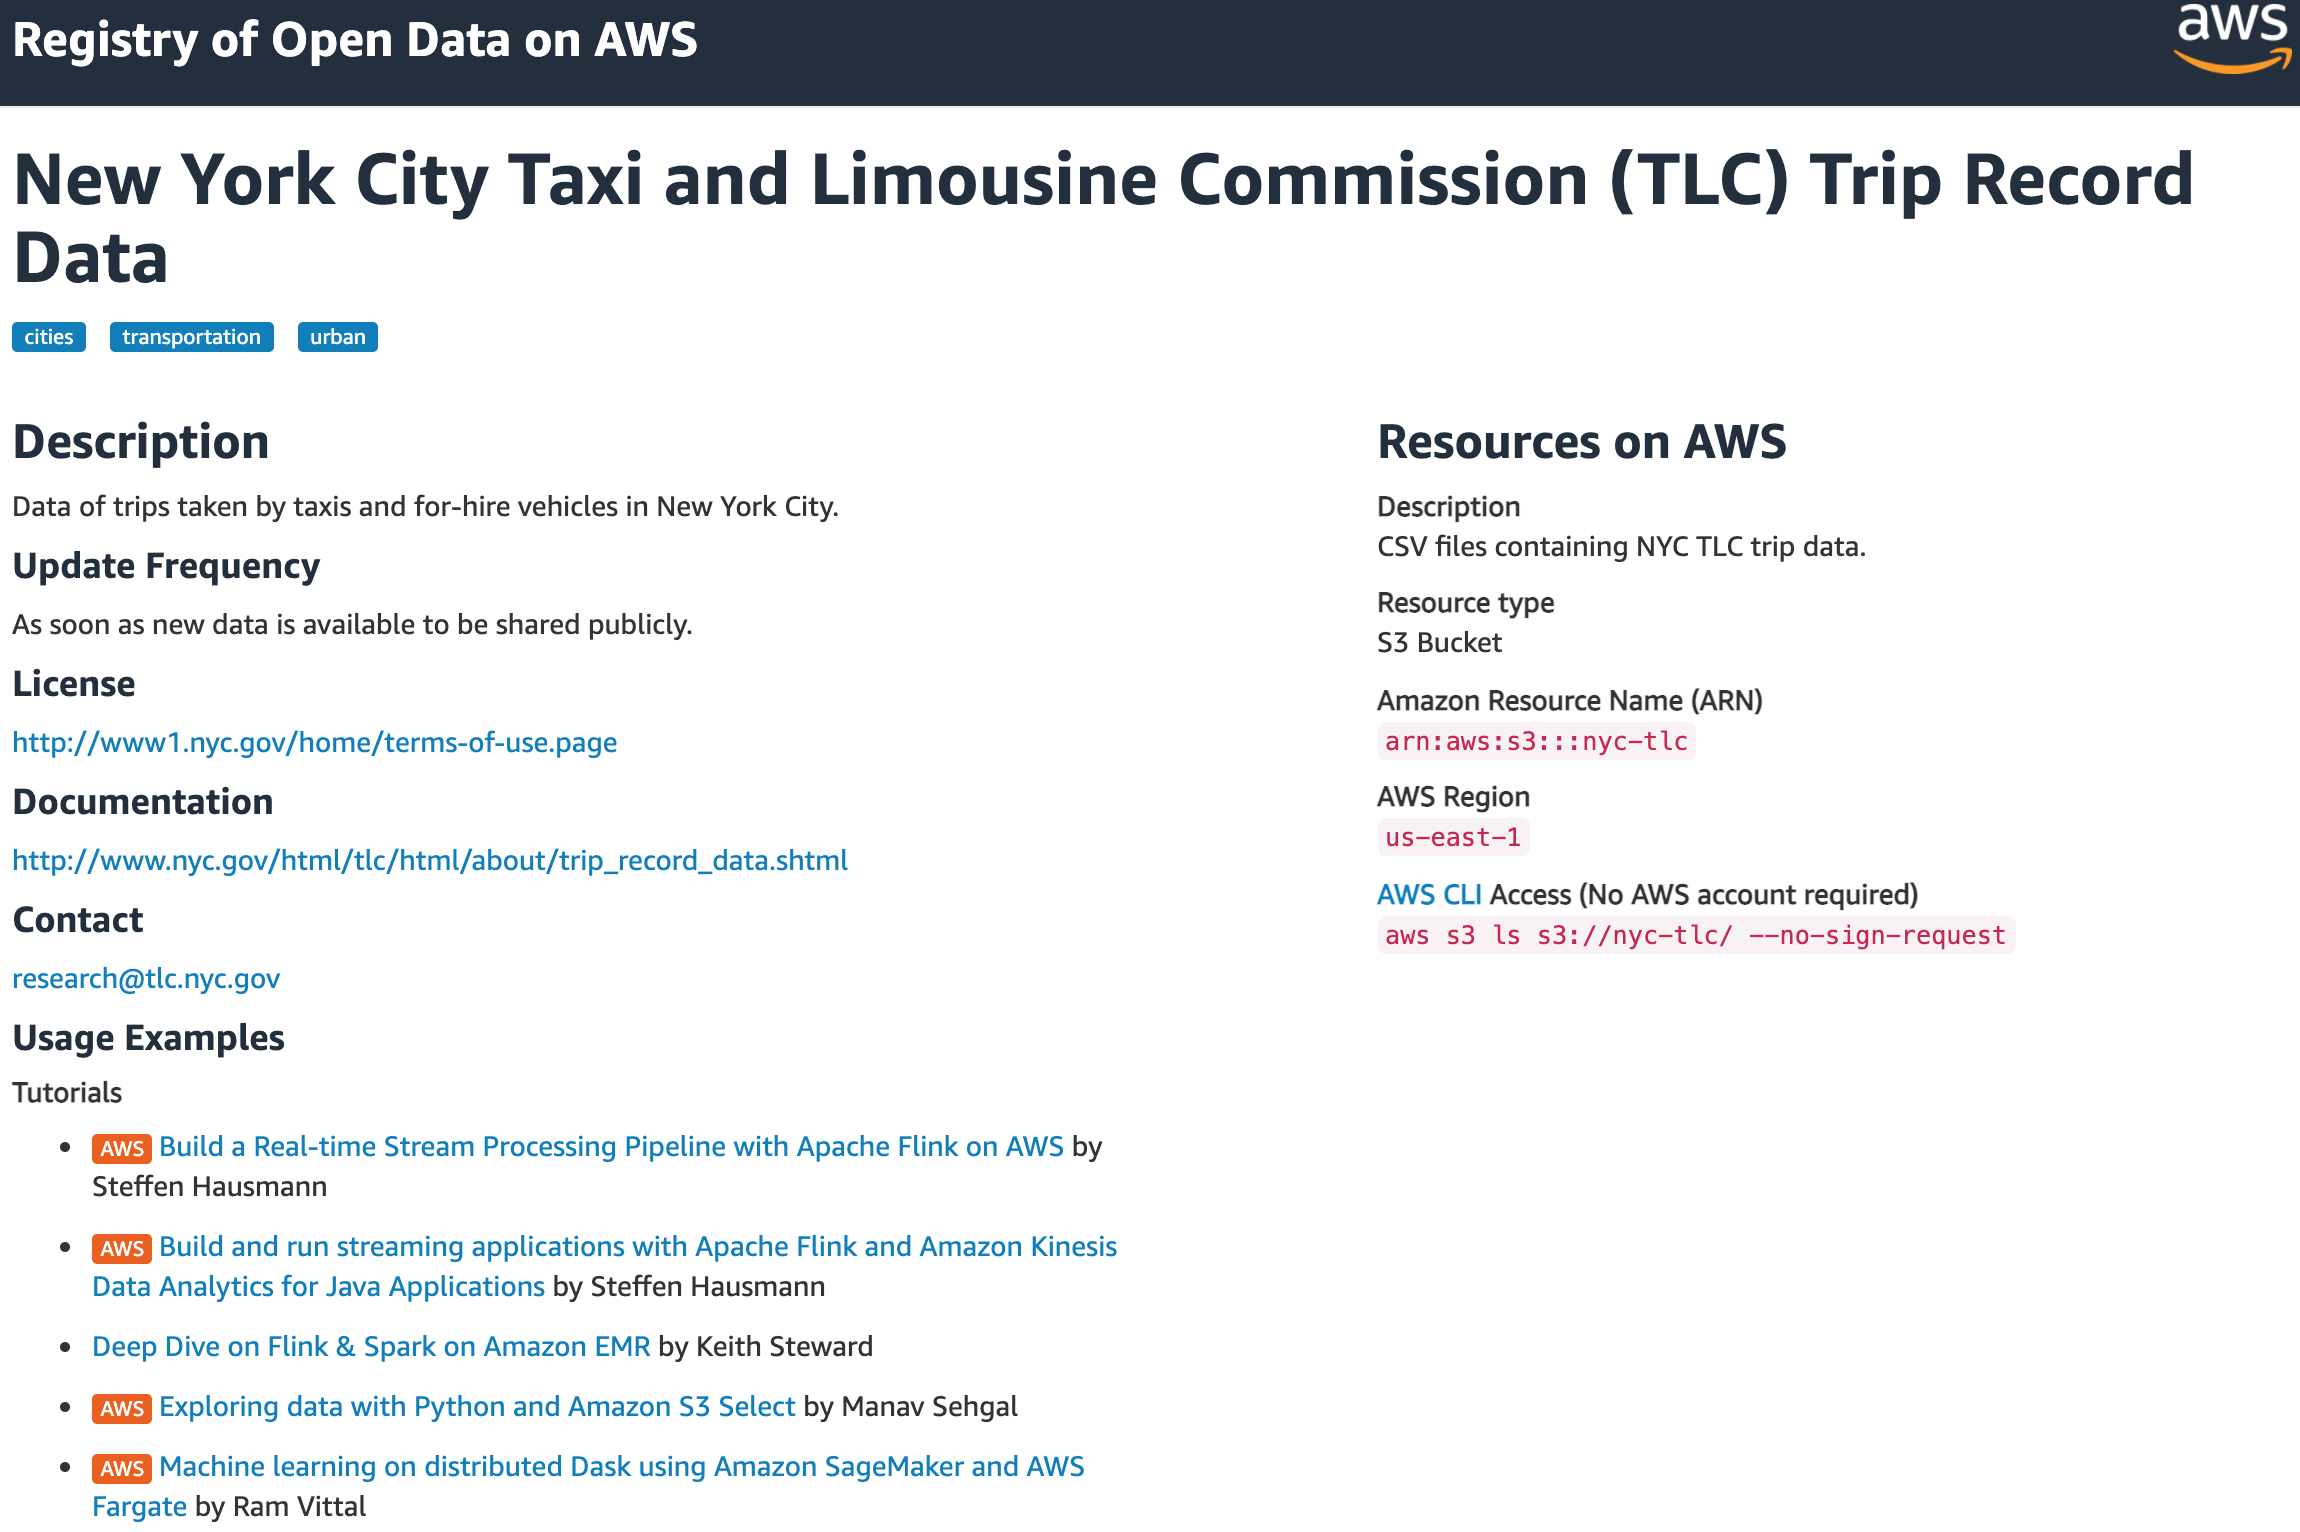 Registry of Open Data on AWS
aws
New York City Taxi and Limousine Commission (TLC) Trip Record
Data
cities transportation urban
Description
Data of trips taken by taxis and for-hire vehicles in New York City.
Update Frequency
As soon as new data is available to be shared publicly.
License
http://www1.nyc.gov/home/terms-of-use.page
Documentation
http://www.nyc.gov/html/tlc/html/about/trip_record_data.shtml
Contact
research@tlc.nyc.gov
Usage Examples
Tutorials
AWS Build a Real-time Stream Processing Pipeline with Apache Flink on AWS by
Steffen Hausmann
AWS Build and run streaming applications with Apache Flink and Amazon Kinesis
Data Analytics for Java Applications by Steffen Hausmann
Deep Dive on Flink & Spark on Amazon EMR by Keith Steward
AWS Exploring data with Python and Amazon S3 Select by Manav Sehgal
AWS Machine learning on distributed Dask using Amazon SageMaker and AWS
Fargate by Ram Vittal
Resources on AWS
Description
CSV files containing NYC TLC trip data.
Resource type
S3 Bucket
Amazon Resource Name (ARN)
arn:aws:s3:::nyc-tlc
AWS Region
us-east-1
AWS CLI Access (No AWS account required)
aws s3 ls s3://nyc-tlc/ --no-sign-request